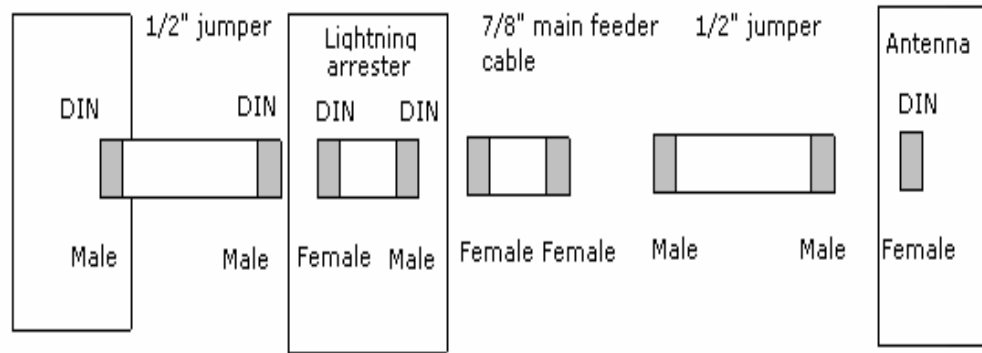 1/2" jumper
Lightning
arrester
7/8" main feeder
cable
1/2" jumper
Antenna
DIN
DIN
DIN
DIN
DIN
Male
Male
Female
Male
Female
Female
Male
Male
Female